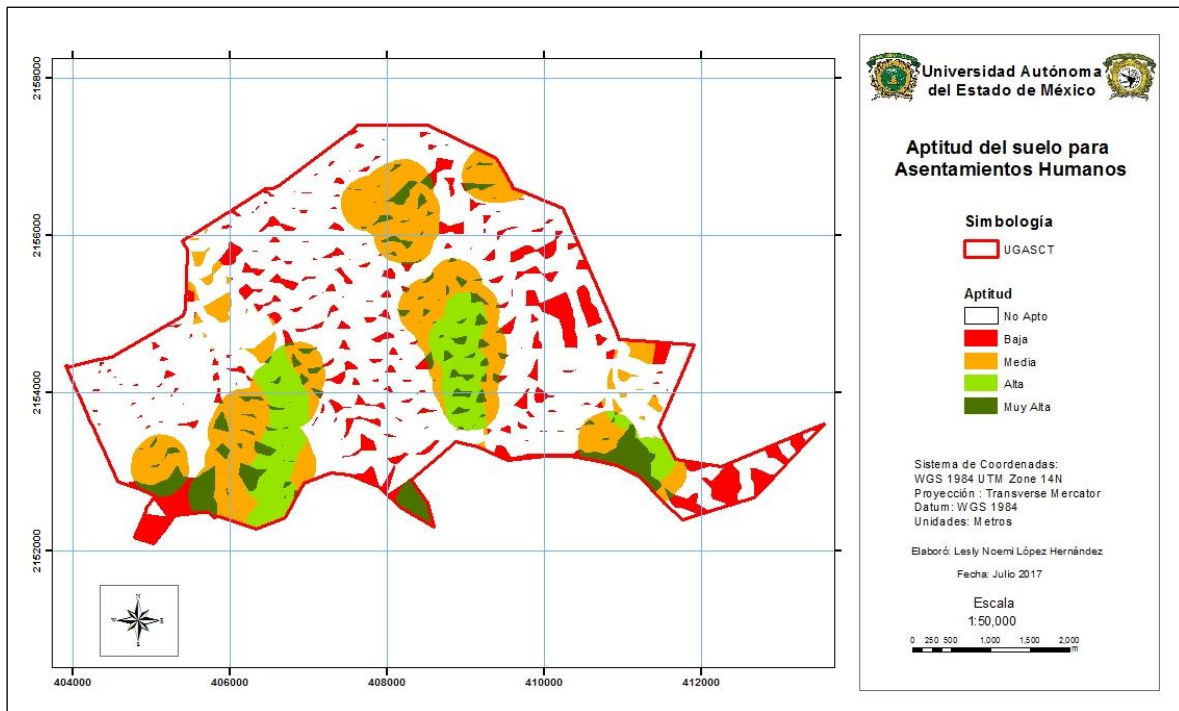 Universidad Autónoma
del Estado de México
Aptitud del suelo para
Asentamientos Humanos
Simbología
UGASCT
Aptitud
No Apto
Baja
Media
Alta
Muy Alta
Sistema de Coordenadas:
WGS 1984 UTM Zone 14N
Proyección : Transverse Mercator
Datum: WGS 1984
Unidades: Metros
Elaboró: Lesly Noemi López Hernández
Fecha: Julio 2017
Escala
1:50,000
0 250 500 1,000 1,500 2,000
m
2158000
2156000
2154000
2152000
N
W E
S
404000 406000 408000 410000 412000